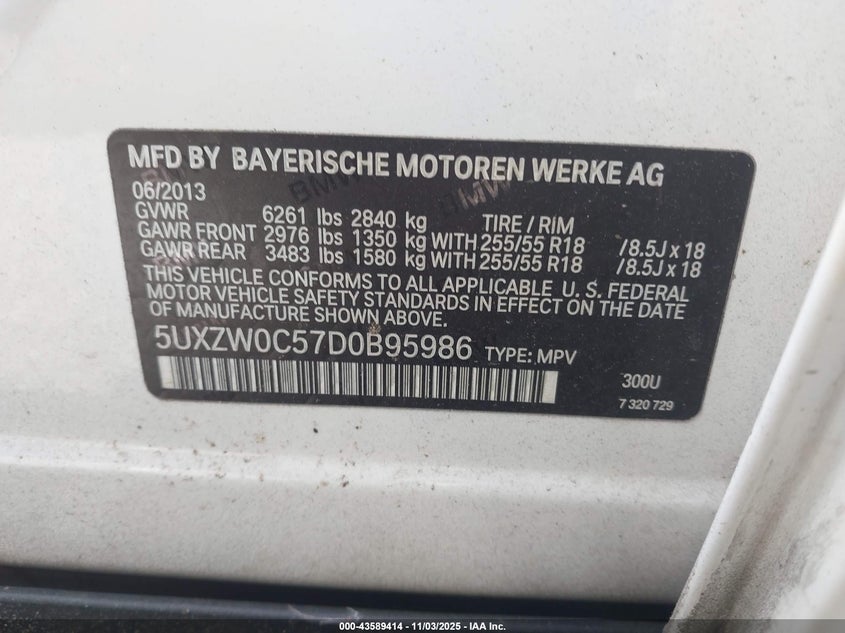 MFD BY BAYERISCHE MOTOREN WERKE AG
06/2013
GVWR 6261 lbs 2840 kg TIRE / RIM
GAWR FRONT 2976 lbs 1350 kg WITH 255/55 R18 /8.5J x 18
GAWR REAR 3483 lbs 1580 kg WITH 255/55 R18 /8.5J x 18
THIS VEHICLE CONFORMS TO ALL APPLICABLE U. S. FEDERAL
MOTOR VEHICLE SAFETY STANDARDS IN EFFECT ON THE DATE
OF MANUFACTURE SHOWN ABOVE.
5UXZW0C57D0B95986 TYPE: MPV
300U
7 320 729
000-43589414 - 11/03/2025 - IAA Inc.